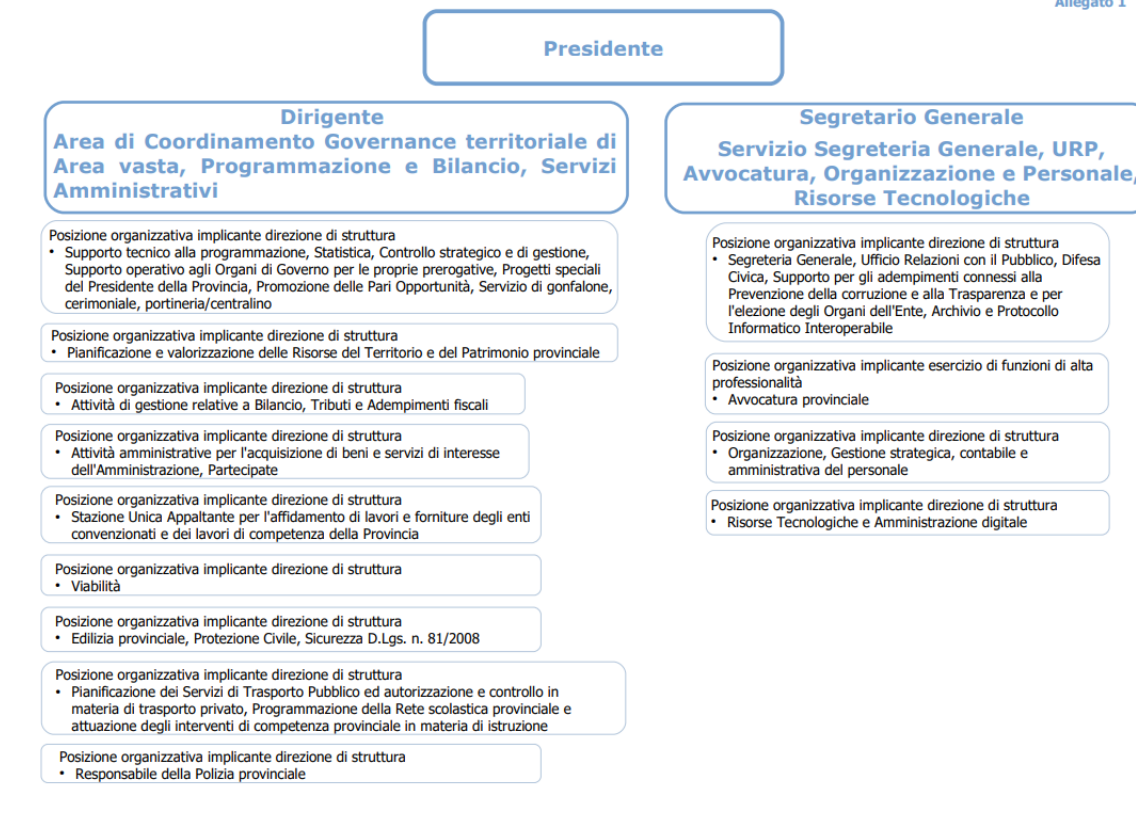 Allegato 1
Presidente
Dirigente
Area di Coordinamento Governance territoriale di
Area vasta, Programmazione e Bilancio, Servizi
Amministrativi
Posizione organizzativa implicante direzione di struttura
• Supporto tecnico alla programmazione, Statistica, Controllo strategico e di gestione,
Supporto operativo agli Organi di Governo per le proprie prerogative, Progetti speciali
del Presidente della Provincia, Promozione delle Pari Opportunità, Servizio di gonfalone,
cerimoniale, portineria/centralino
Posizione organizzativa implicante direzione di struttura
• Pianificazione e valorizzazione delle Risorse del Territorio e del Patrimonio provinciale
Posizione organizzativa implicante direzione di struttura
• Attività di gestione relative a Bilancio, Tributi e Adempimenti fiscali
Posizione organizzativa implicante direzione di struttura
• Attività amministrative per l'acquisizione di beni e servizi di interesse
dell'Amministrazione, Partecipate
Posizione organizzativa implicante direzione di struttura
• Stazione Unica Appaltante per l'affidamento di lavori e forniture degli enti
convenzionati e dei lavori di competenza della Provincia
Posizione organizzativa implicante direzione di struttura
• Viabilità
Posizione organizzativa implicante direzione di struttura
• Edilizia provinciale, Protezione Civile, Sicurezza D.Lgs. n. 81/2008
Posizione organizzativa implicante direzione di struttura
• Pianificazione dei Servizi di Trasporto Pubblico ed autorizzazione e controllo in
materia di trasporto privato, Programmazione della Rete scolastica provinciale e
attuazione degli interventi di competenza provinciale in materia di istruzione
Posizione organizzativa implicante direzione di struttura
• Responsabile della Polizia provinciale
Segretario Generale
Servizio Segreteria Generale, URP,
Avvocatura, Organizzazione e Personale,
Risorse Tecnologiche
Posizione organizzativa implicante direzione di struttura
• Segreteria Generale, Ufficio Relazioni con il Pubblico, Difesa
Civica, Supporto per gli adempimenti connessi alla
Prevenzione della corruzione e alla Trasparenza e per
l'elezione degli Organi dell'Ente, Archivio e Protocollo
Informatico Interoperabile
Posizione organizzativa implicante esercizio di funzioni di alta
professionalità
• Avvocatura provinciale
Posizione organizzativa implicante direzione di struttura
• Organizzazione, Gestione strategica, contabile e
amministrativa del personale
Posizione organizzativa implicante direzione di struttura
• Risorse Tecnologiche e Amministrazione digitale